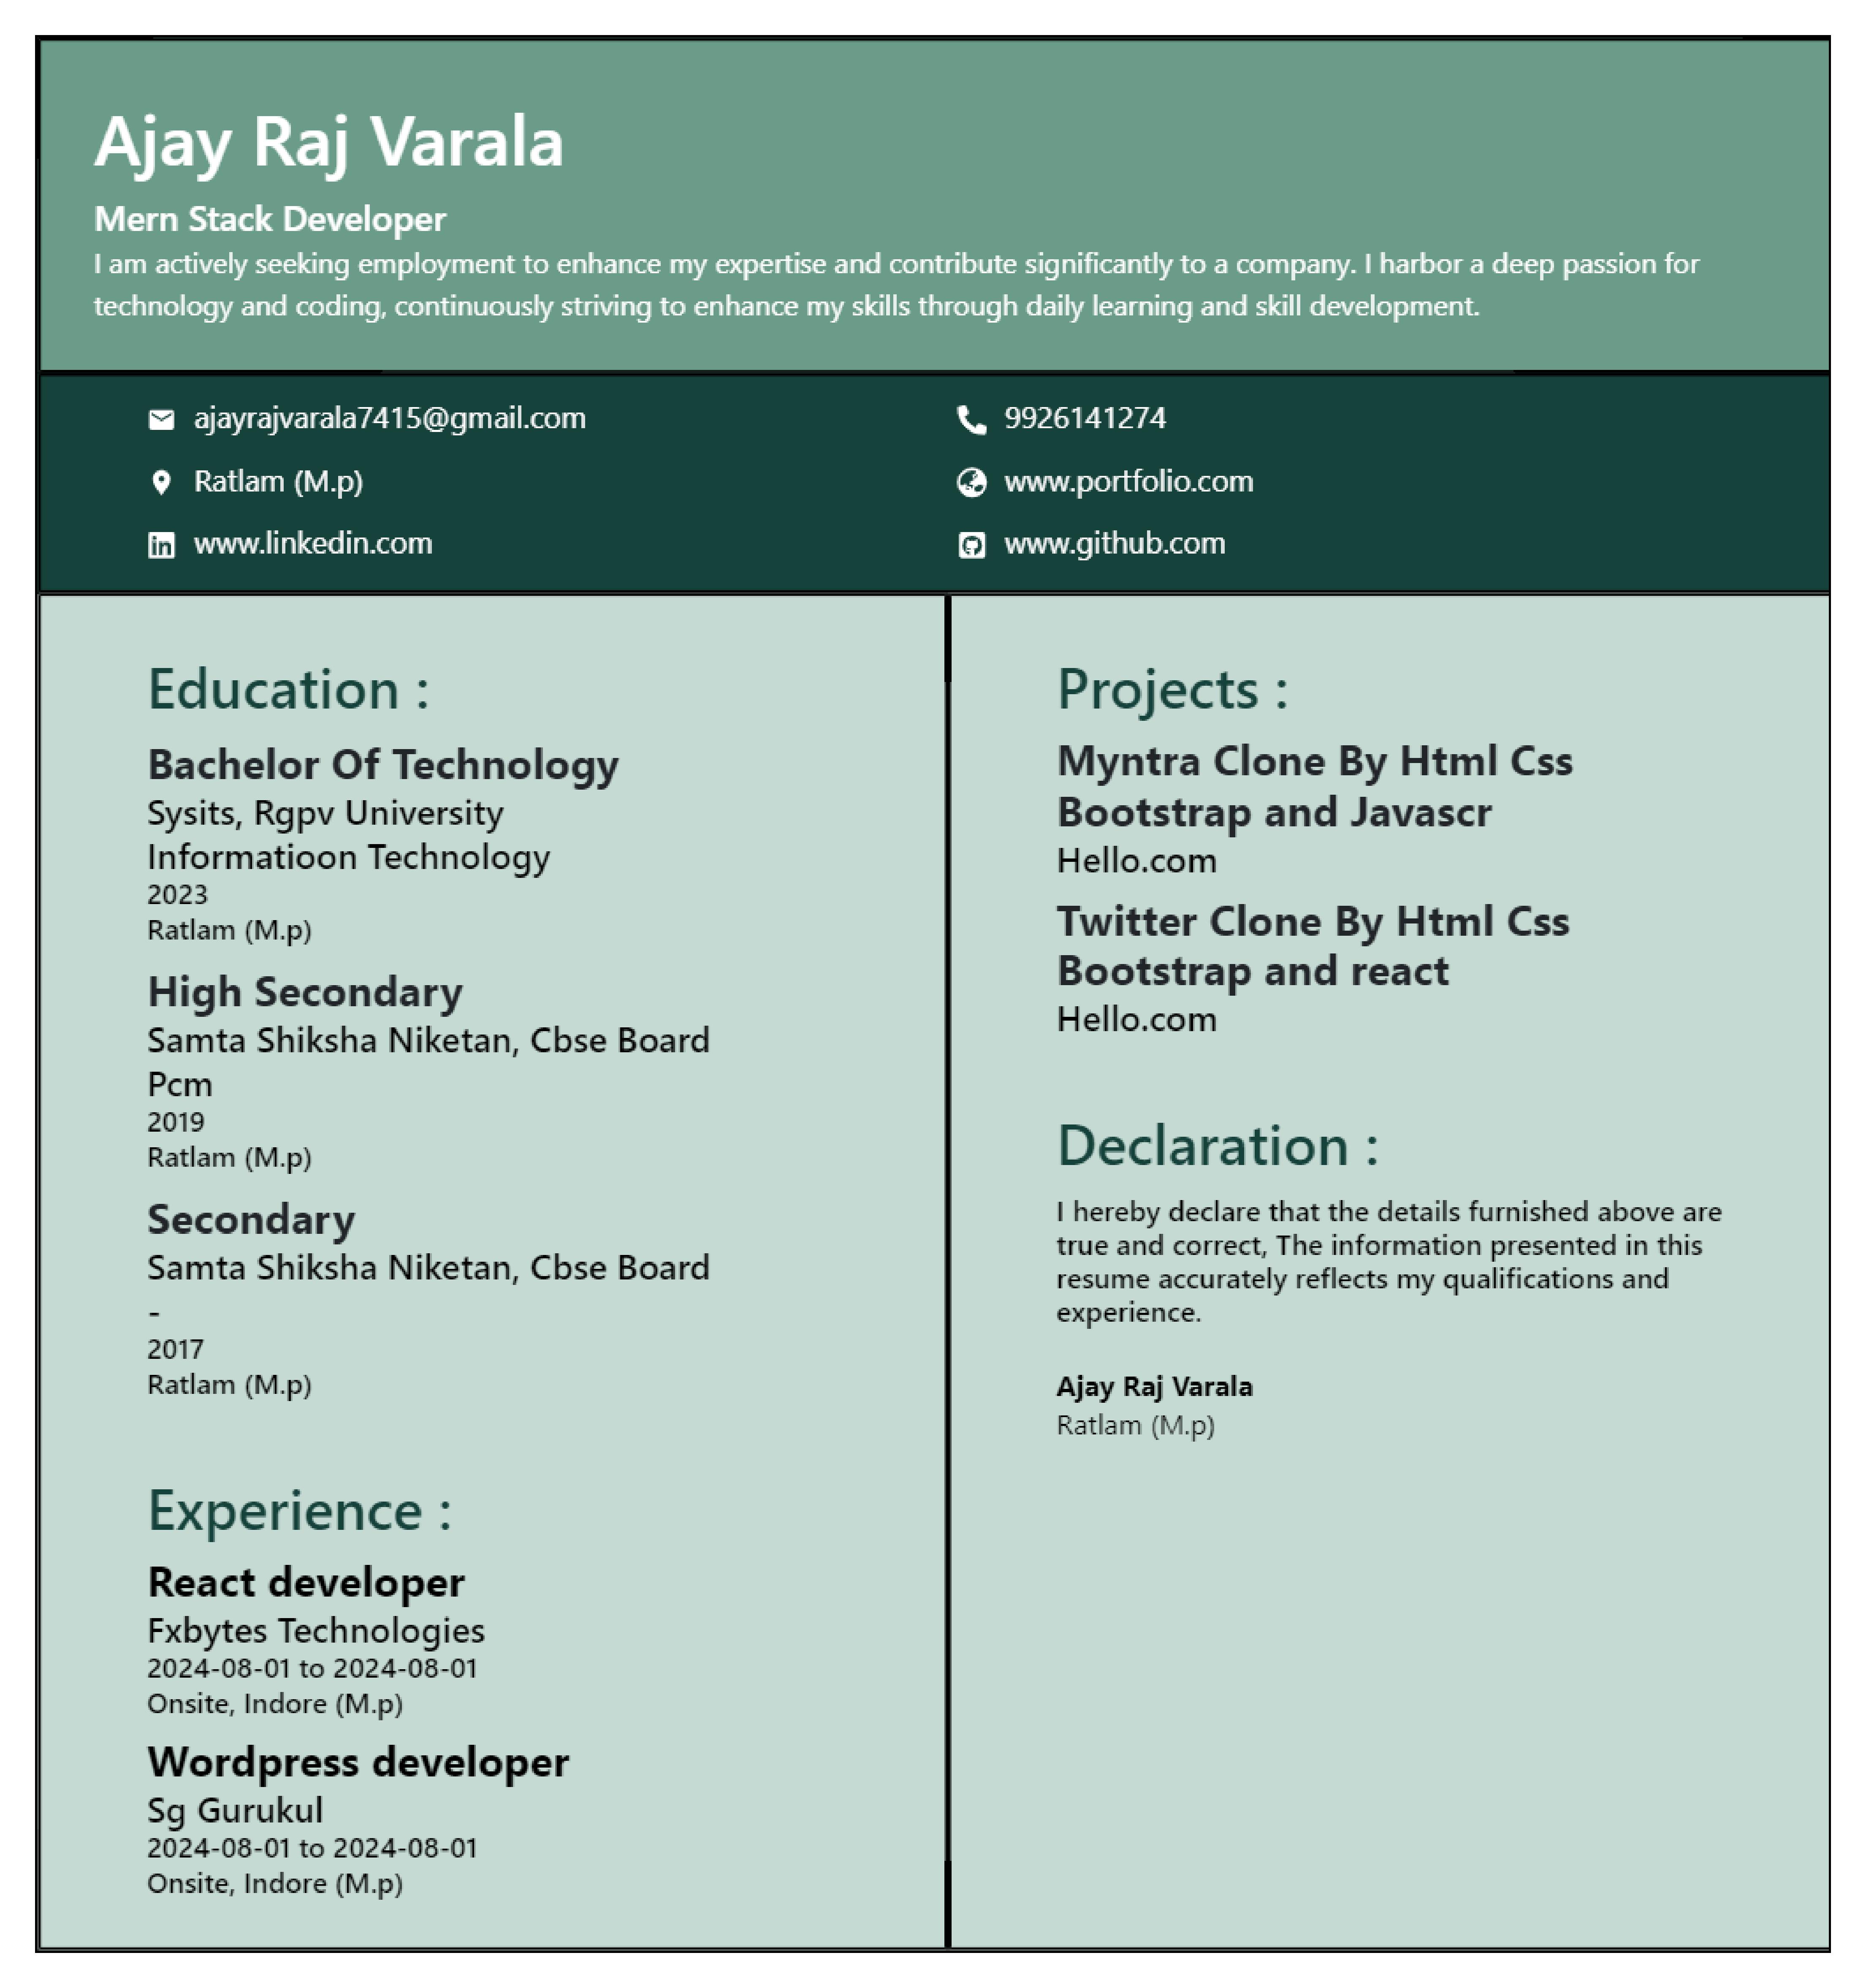 Ajay Raj Varala
Mern Stack Developer
I am actively seeking employment to enhance my expertise and contribute significantly to a company. I harbor a deep passion for
technology and coding, continuously striving to enhance my skills through daily learning and skill development.
ajayrajvarala7415@gmail.com
9926141274
Ratlam (M.p)
www.portfolio.com
www.linkedin.com
www.github.com
Education :
Bachelor Of Technology
Sysits, Rgpv University
Informatioon Technology
2023
Ratlam (M.p)
High Secondary
Samta Shiksha Niketan, Cbse Board
Pcm
2019
Ratlam (M.p)
Secondary
Samta Shiksha Niketan, Cbse Board
-
2017
Ratlam (M.p)
Experience :
React developer
Fxbytes Technologies
2024-08-01 to 2024-08-01
Onsite, Indore (M.p)
Wordpress developer
Sg Gurukul
2024-08-01 to 2024-08-01
Onsite, Indore (M.p)
Projects :
Myntra Clone By Html Css
Bootstrap and Javascr
Hello.com
Twitter Clone By Html Css
Bootstrap and react
Hello.com
Declaration :
I hereby declare that the details furnished above are
true and correct, The information presented in this
resume accurately reflects my qualifications and
experience.
Ajay Raj Varala
Ratlam (M.p)